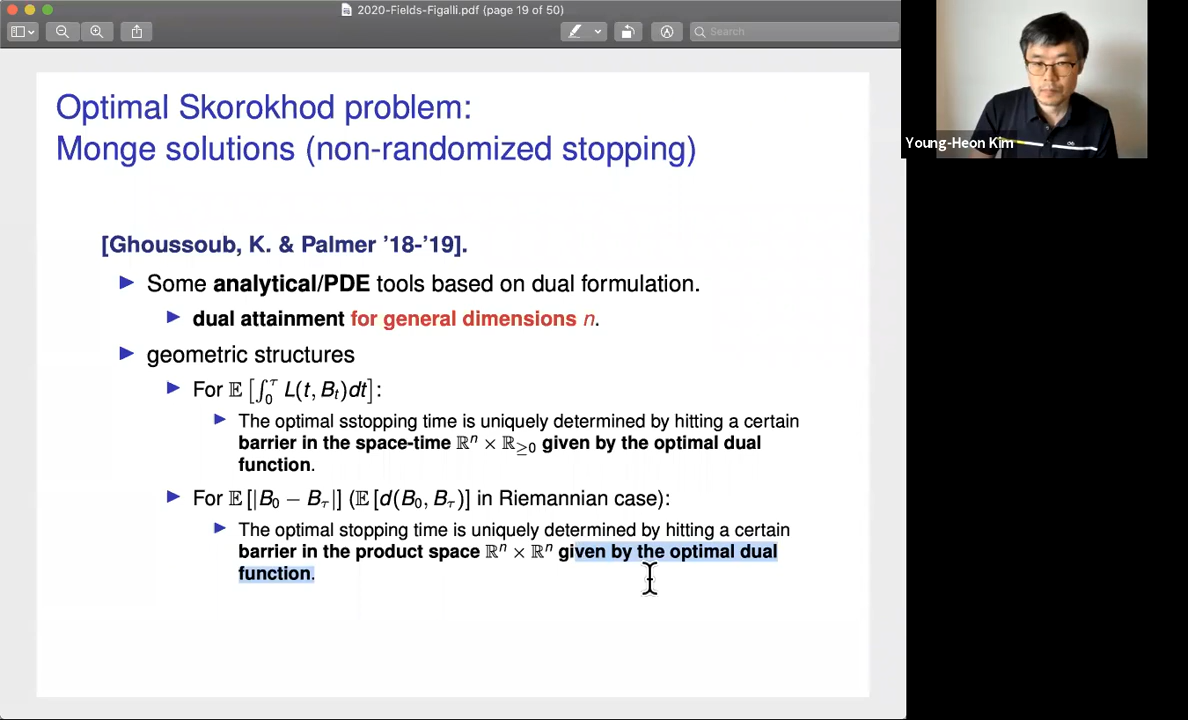 2020-Fields-Figalli.pdf (page 19 of 50)
Search
Optimal Skorokhod problem:
Monge solutions (non-randomized stopping)
[Ghoussoub, K. & Palmer ’18-’19].
Some analytical/PDE tools based on dual formulation.
dual attainment for general dimensions n.
geometric structures
For 𝔼 [∫₀^τ L(t, Bₜ)dt]:
The optimal sstopping time is uniquely determined by hitting a certain
barrier in the space-time ℝⁿ × ℝ≥0 given by the optimal dual
function.
For 𝔼 [|B₀ − B_τ|] (𝔼 [d(B₀, B_τ)] in Riemannian case):
The optimal stopping time is uniquely determined by hitting a certain
barrier in the product space ℝⁿ × ℝⁿ given by the optimal dual
function.
Young-Heon Kim